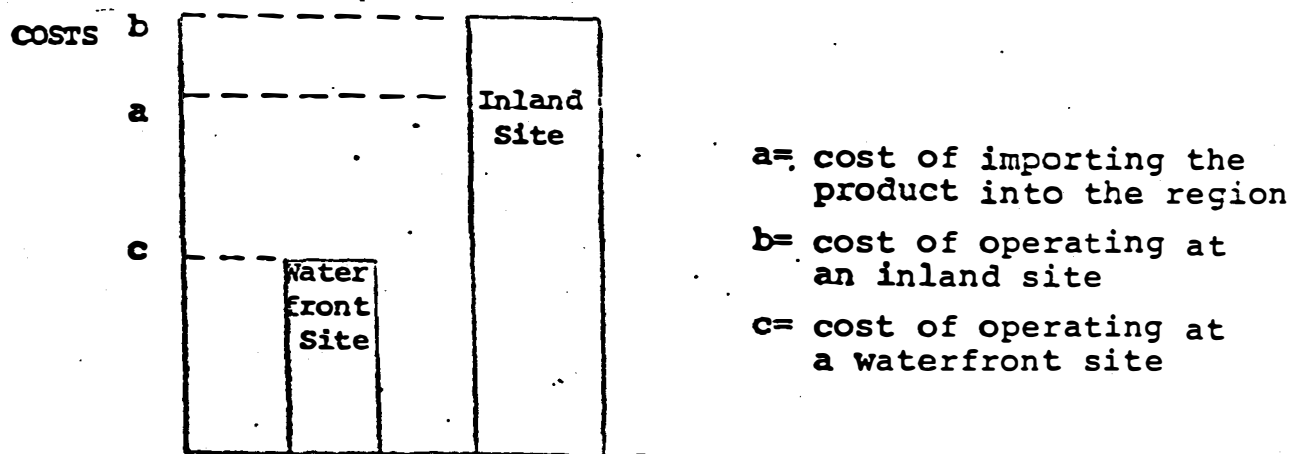 COSTS b
a
c
Inland
Site
Water
front
Site
a= cost of importing the
product into the region
b= cost of operating at
an inland site
c= cost of operating at
a waterfront site